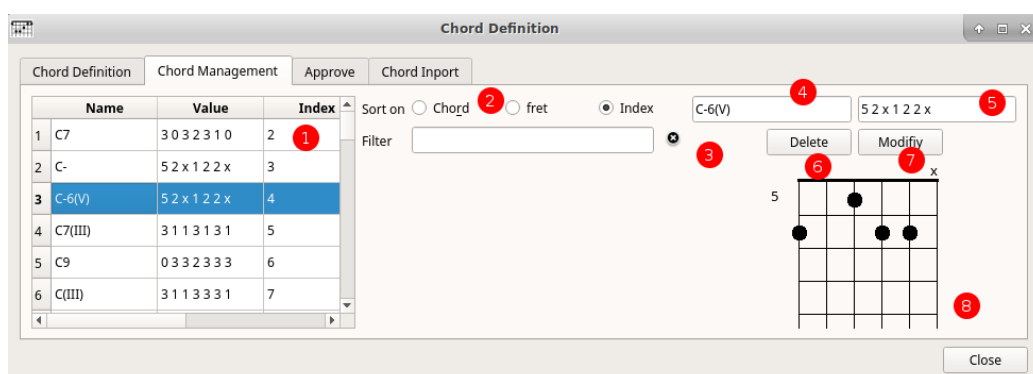 Chord Definition
Chord Definition Chord Management Approve Chord Inport
Name Value Index
1 C7 3 0 3 2 3 1 0 2
2 C- 5 2 x 1 2 2 x 3
3 C-6(V) 5 2 x 1 2 2 x 4
4 C7(III) 3 1 1 3 1 3 1 5
5 C9 0 3 3 2 3 3 3 6
6 C(III) 3 1 1 3 3 3 1 7
1
Sort on Chord 2 fret Index
Filter
3
C-6(V) 4
5 2 x 1 2 2 x 5
Delete Modifiy
6 7
x
5
8
Close